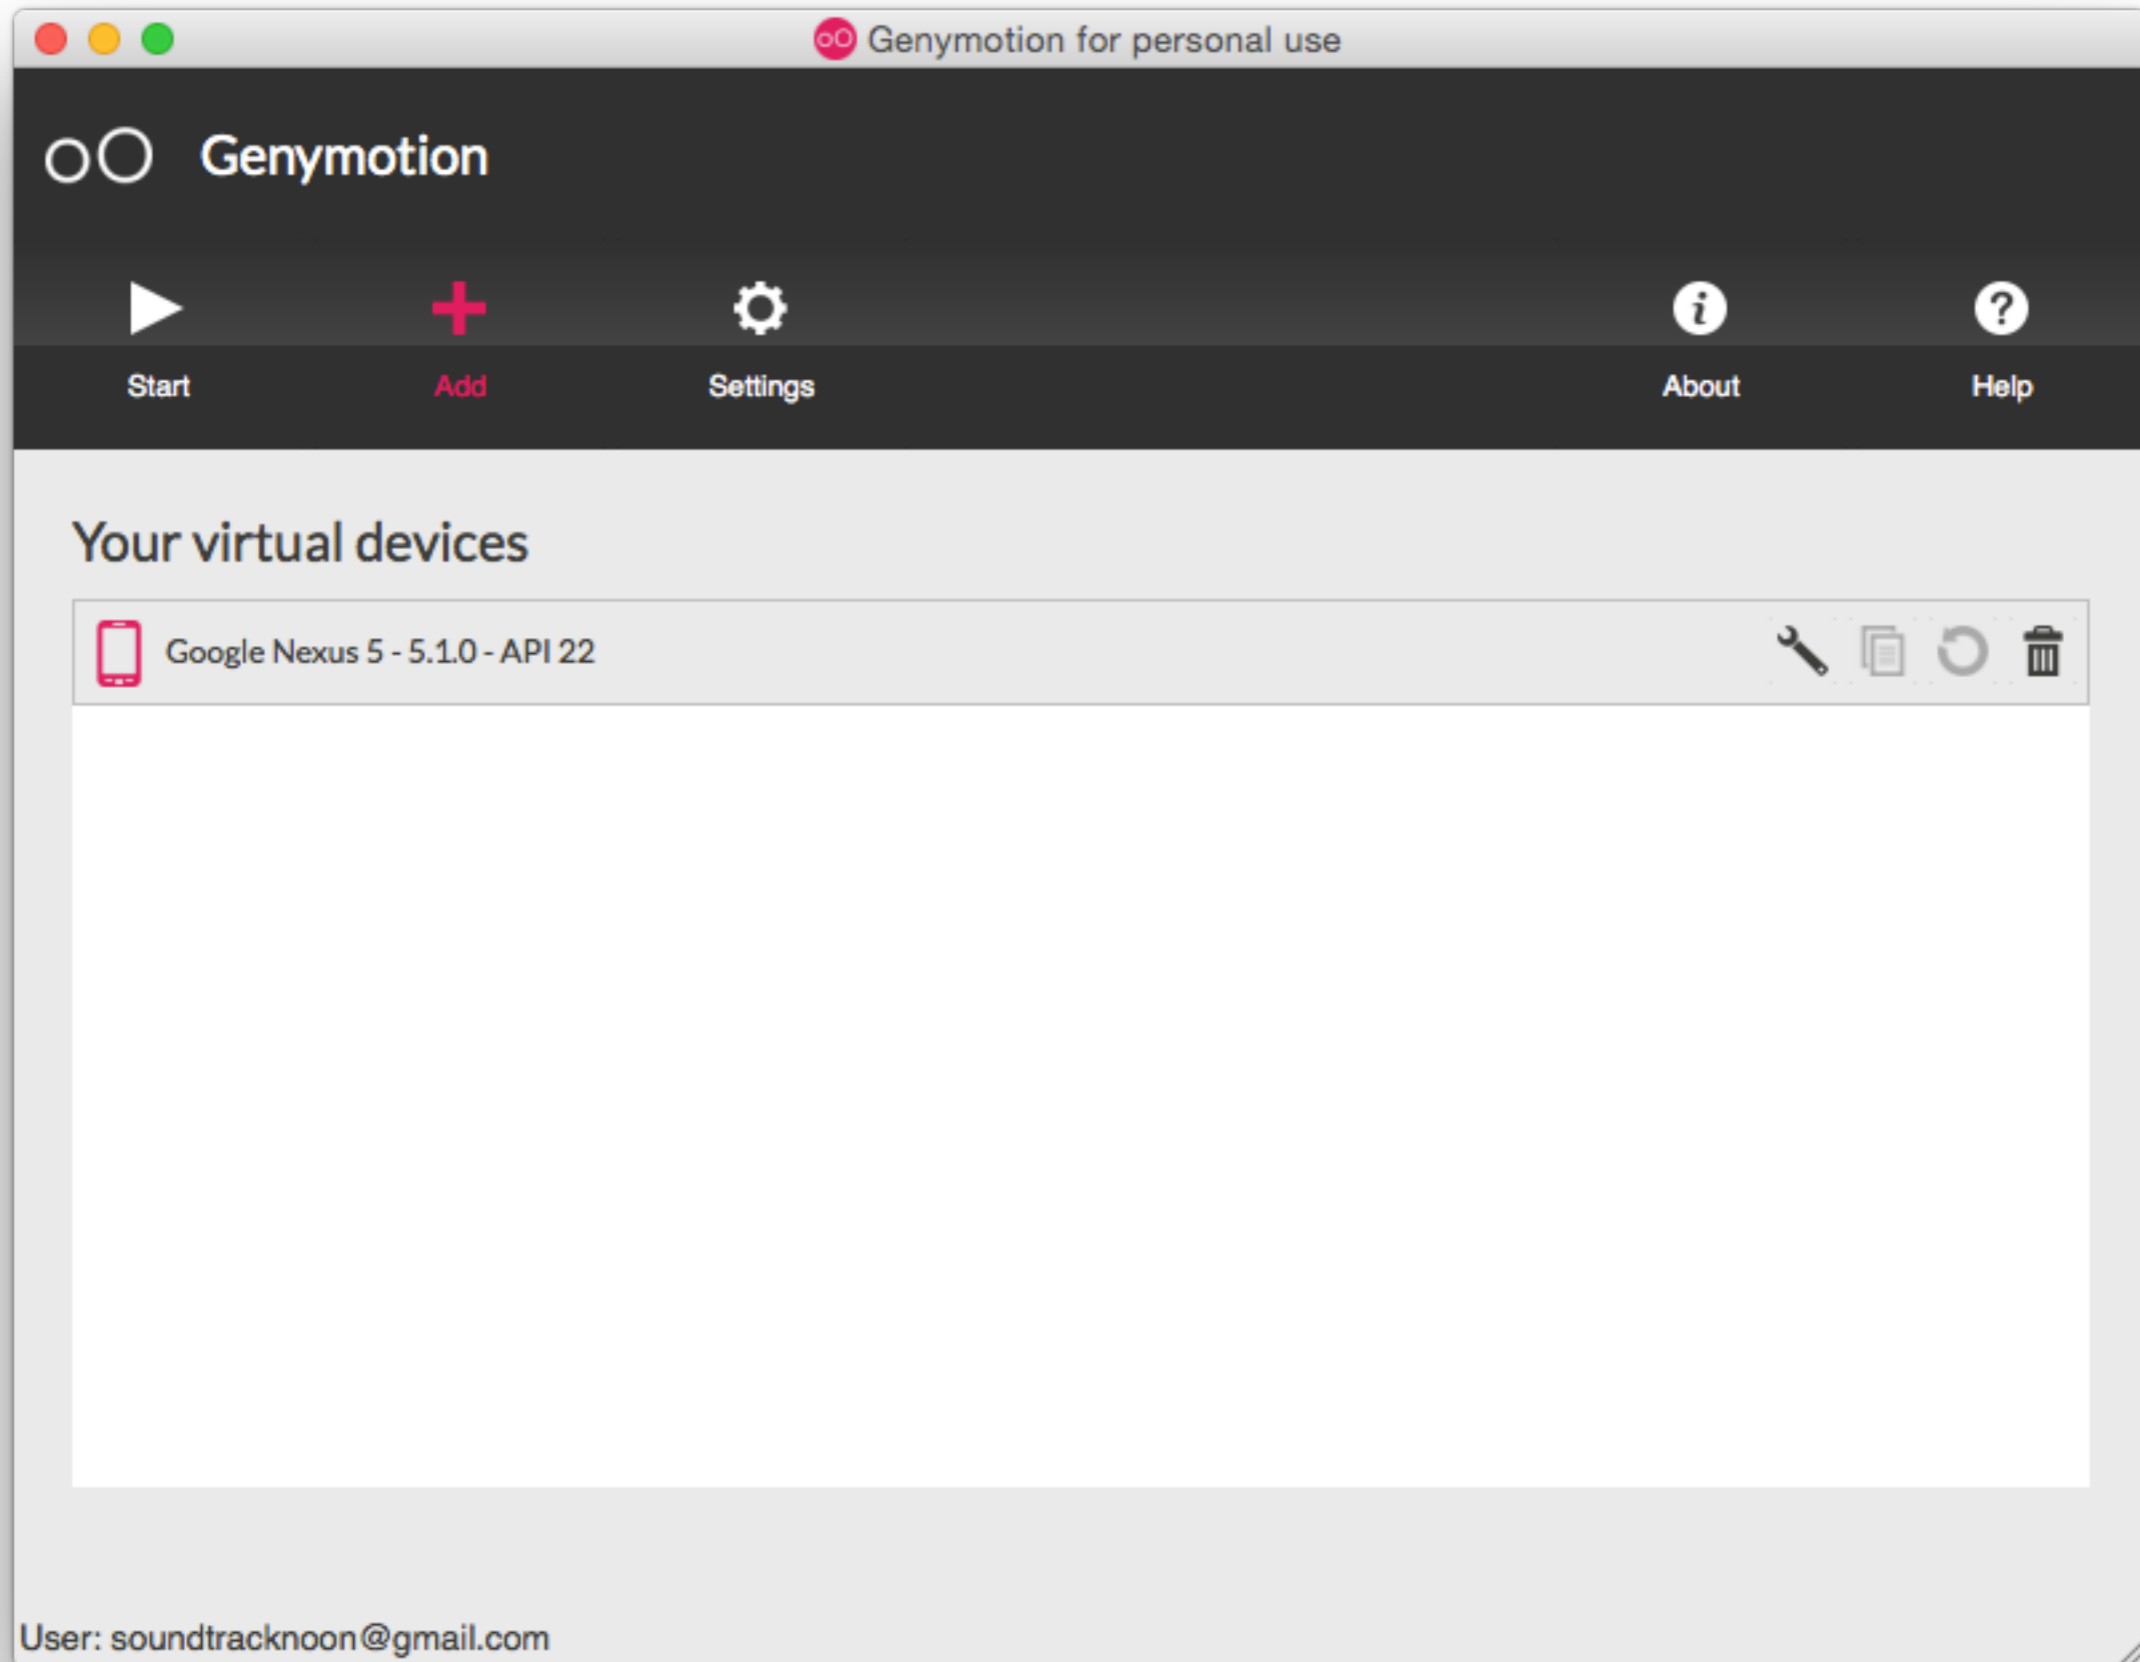 Genymotion for personal use
Genymotion
Start Add Settings About Help
Your virtual devices
Google Nexus 5 - 5.1.0 - API 22
User: soundtracknoon@gmail.com